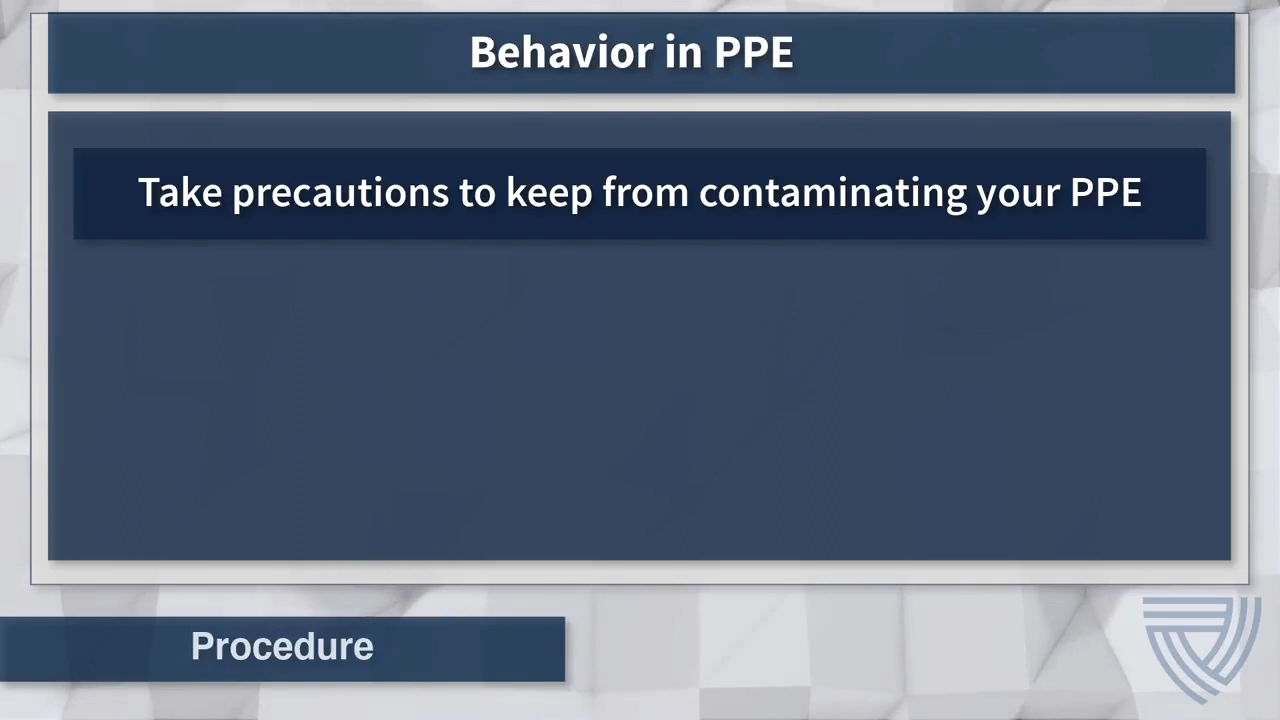 Behavior in PPE
Take precautions to keep from contaminating your PPE
Procedure